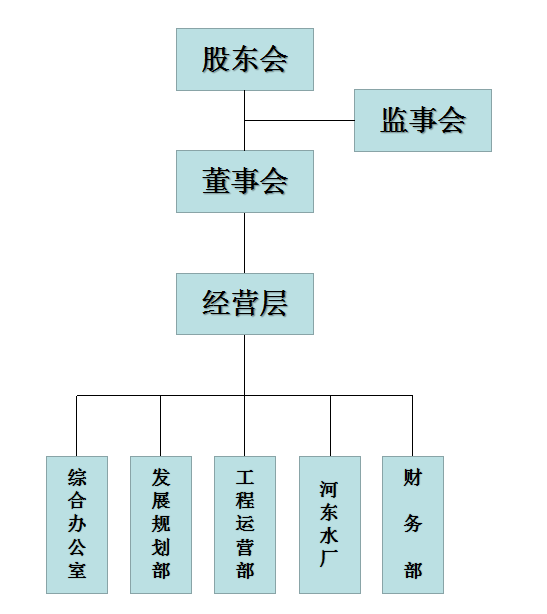 股东会
监事会
董事会
经营层
综合办公室
发展规划部
工程运营部
河东水厂
财务部